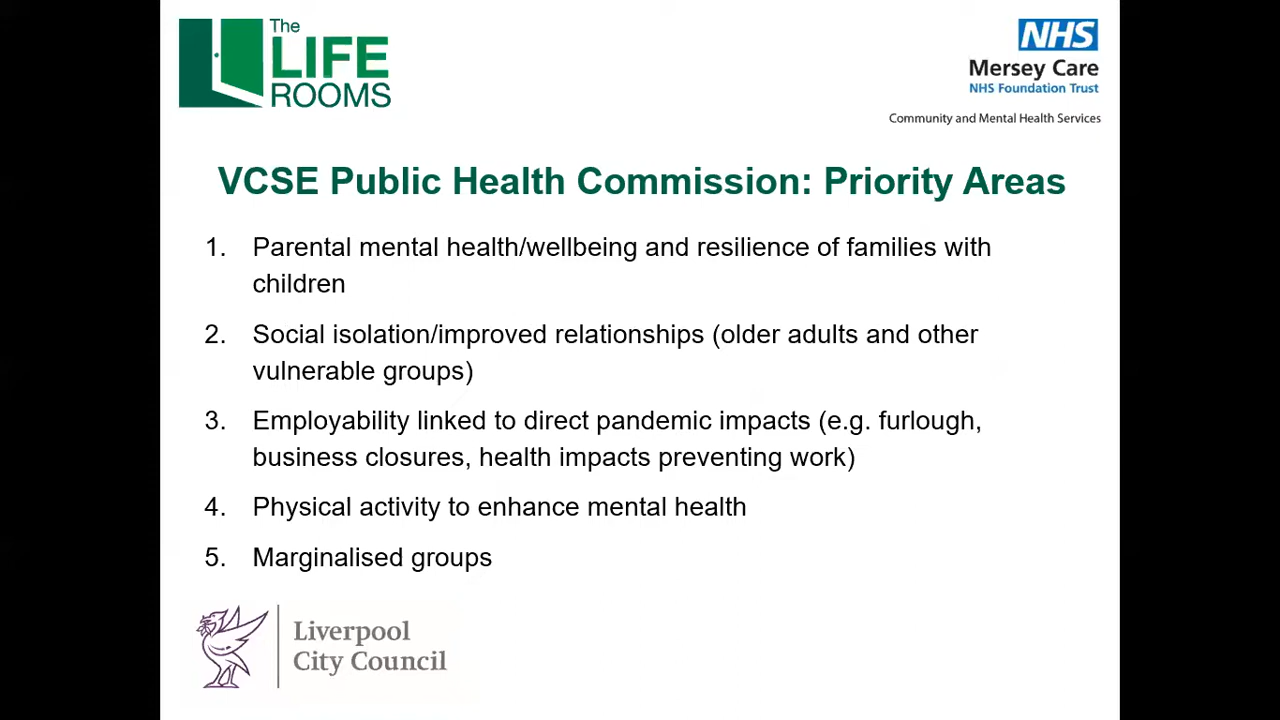 The
LIFE
ROOMS
NHS
Mersey Care
NHS Foundation Trust
Community and Mental Health Services
VCSE Public Health Commission: Priority Areas
1. Parental mental health/wellbeing and resilience of families with
children
2. Social isolation/improved relationships (older adults and other
vulnerable groups)
3. Employability linked to direct pandemic impacts (e.g. furlough,
business closures, health impacts preventing work)
4. Physical activity to enhance mental health
5. Marginalised groups
Liverpool
City Council